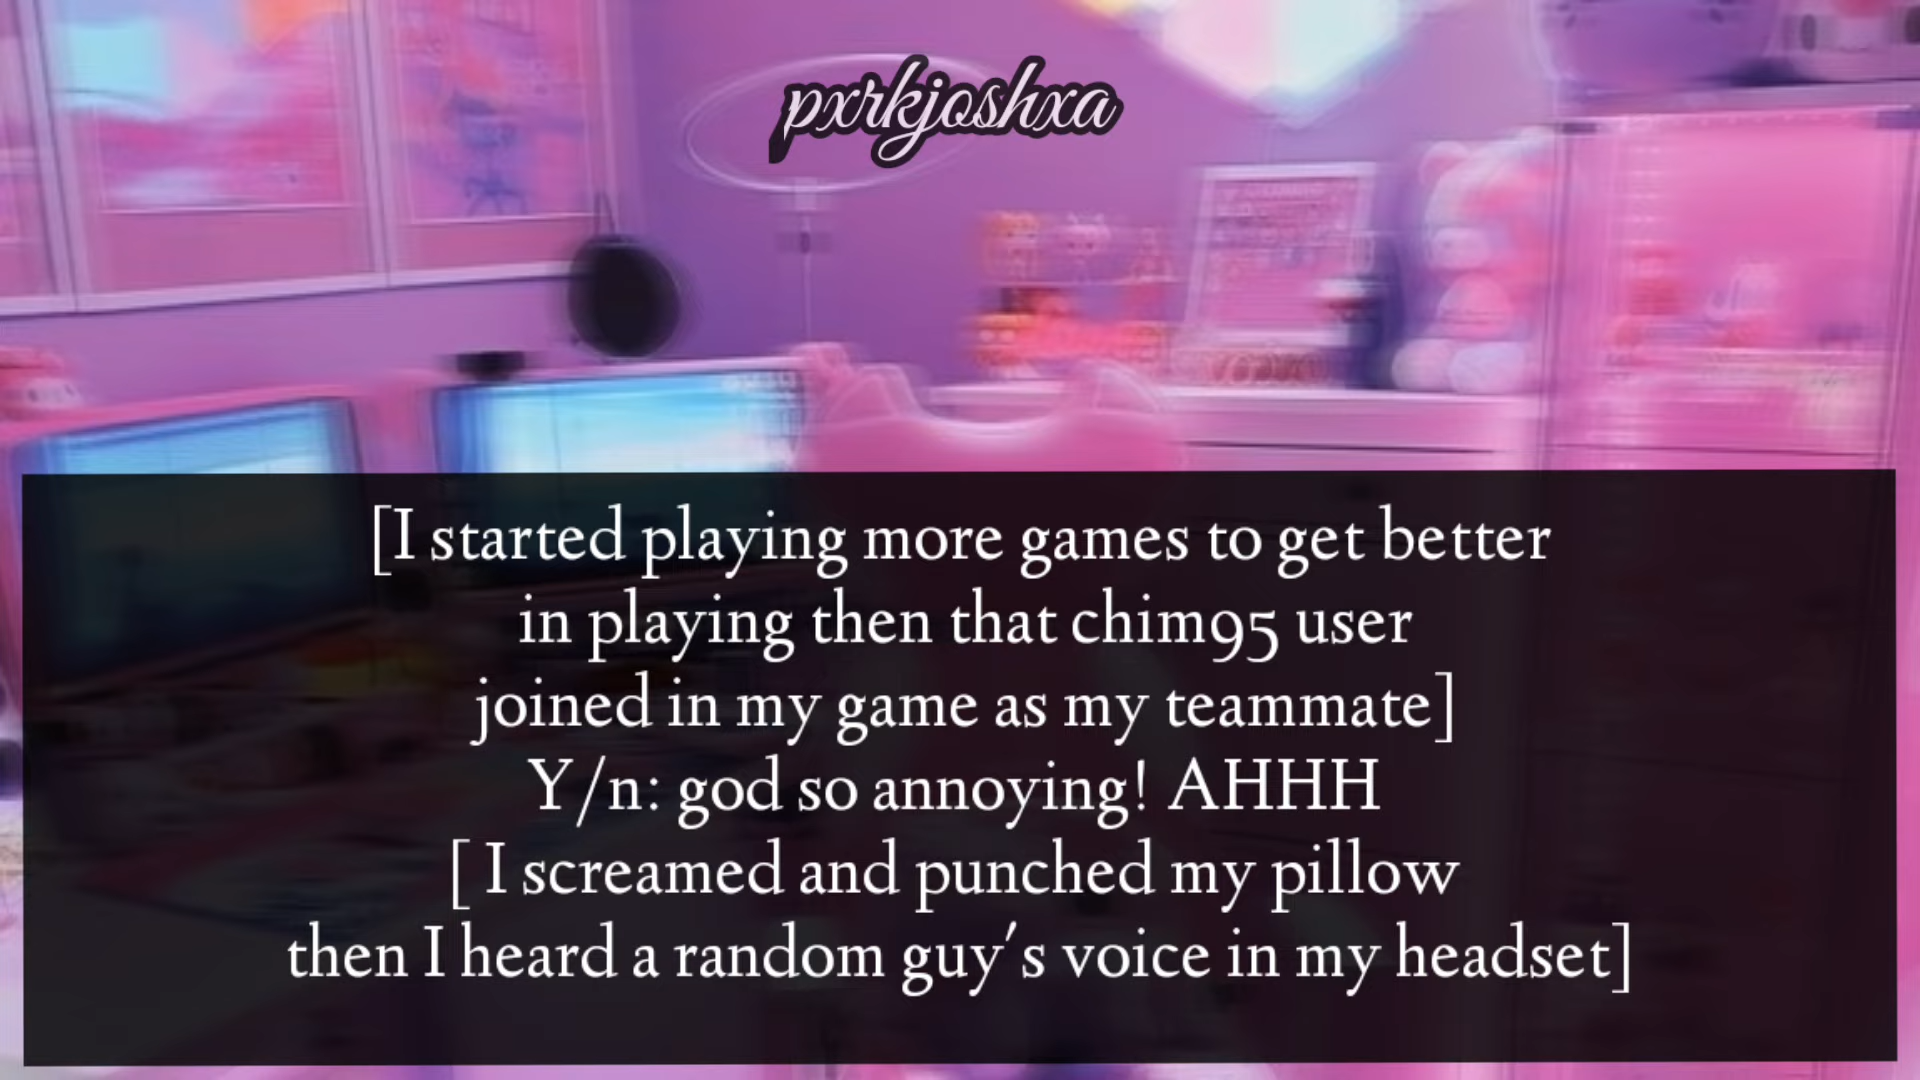 pxrkjoshxa
[I started playing more games to get better
in playing then that chim95 user
joined in my game as my teammate]
Y/n: god so annoying! AHHH
[ I screamed and punched my pillow
then I heard a random guy's voice in my headset]